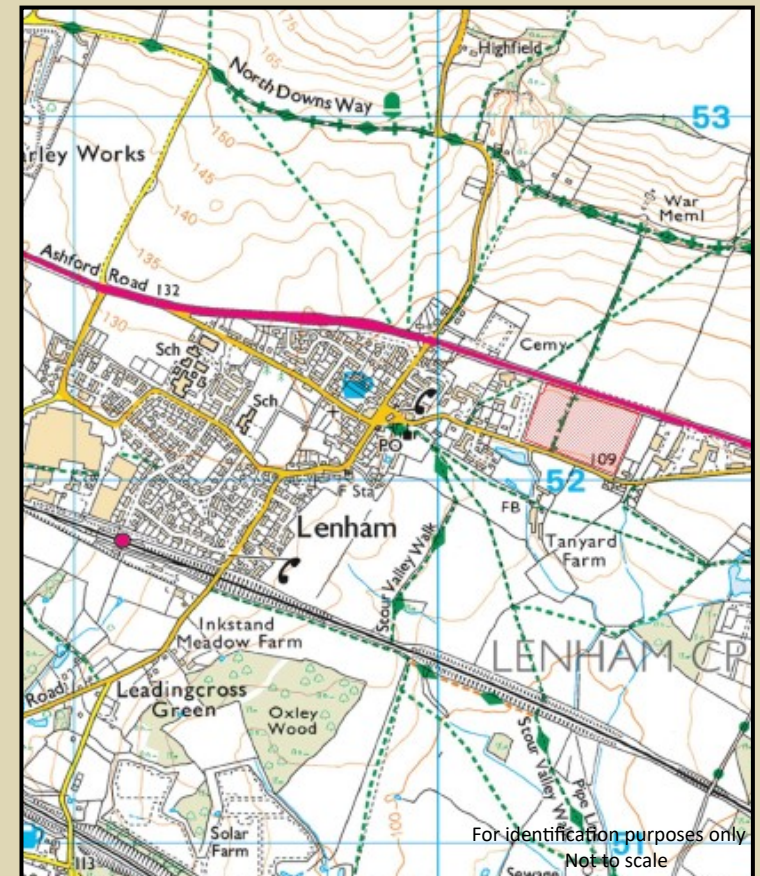 175
Highfield
165
North Downs Way
53
150
arley Works
145
War
Meml
140
135
Ashford Road 132
130
Sch
Cemy
Sch
PO
109
52
F Sta
FB
Lenham
Tanyard
Farm
Stour Valley Walk
Inkstand
Meadow Farm
LENHAM CP
Road
Leadingcross
Green
Oxley
Wood
Stour Valley Wa
Pipe Li
100
Solar
Farm
For identification purposes only
51
Not to scale
113
Sewage